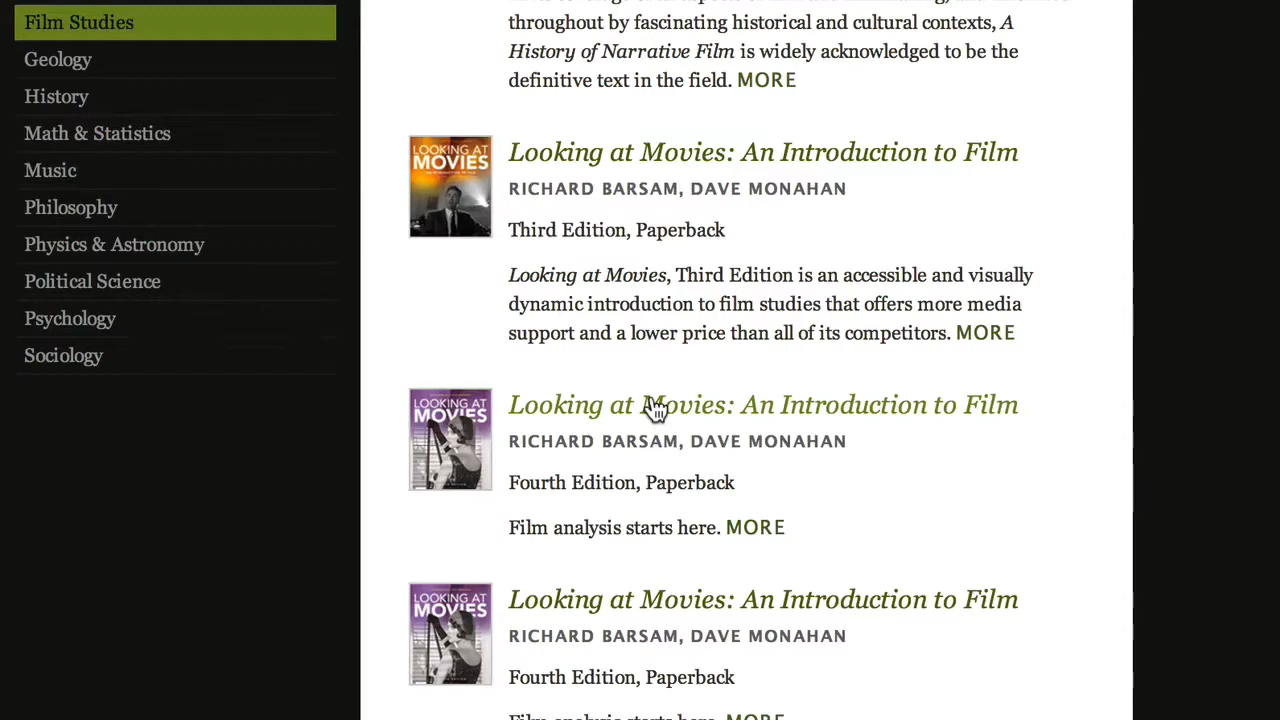 Film Studies
Geology
History
Math & Statistics
Music
Philosophy
Physics & Astronomy
Political Science
Psychology
Sociology
throughout by fascinating historical and cultural contexts, A
History of Narrative Film is widely acknowledged to be the
definitive text in the field. MORE
LOOKING AT
MOVIES
Looking at Movies: An Introduction to Film
RICHARD BARSAM, DAVE MONAHAN
Third Edition, Paperback
Looking at Movies, Third Edition is an accessible and visually
dynamic introduction to film studies that offers more media
support and a lower price than all of its competitors. MORE
LOOKING AT
MOVIES
Looking at Movies: An Introduction to Film
RICHARD BARSAM, DAVE MONAHAN
Fourth Edition, Paperback
Film analysis starts here. MORE
LOOKING AT
MOVIES
Looking at Movies: An Introduction to Film
RICHARD BARSAM, DAVE MONAHAN
Fourth Edition, Paperback
Film analysis starts here. MORE